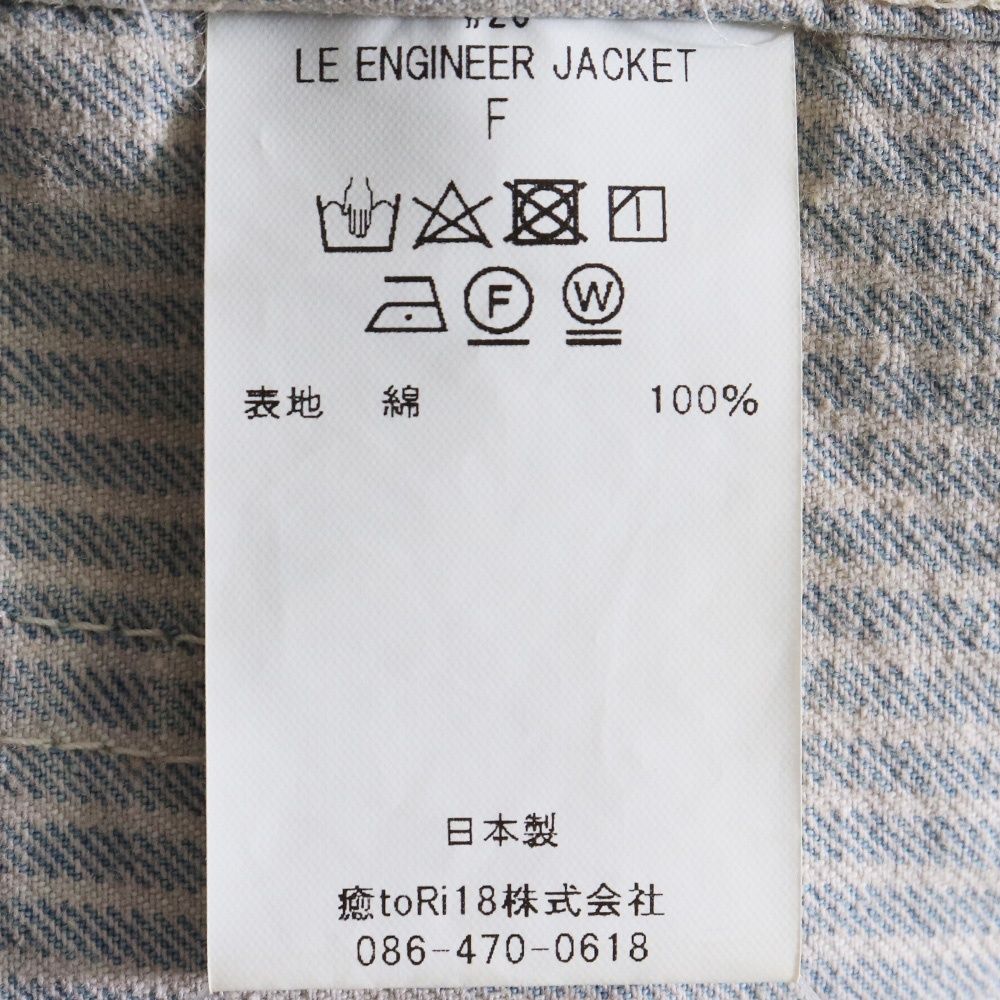 #20
LE ENGINEER JACKET
F
F W
表地 綿 100%
日本製
癒toRi18株式会社
086-470-0618